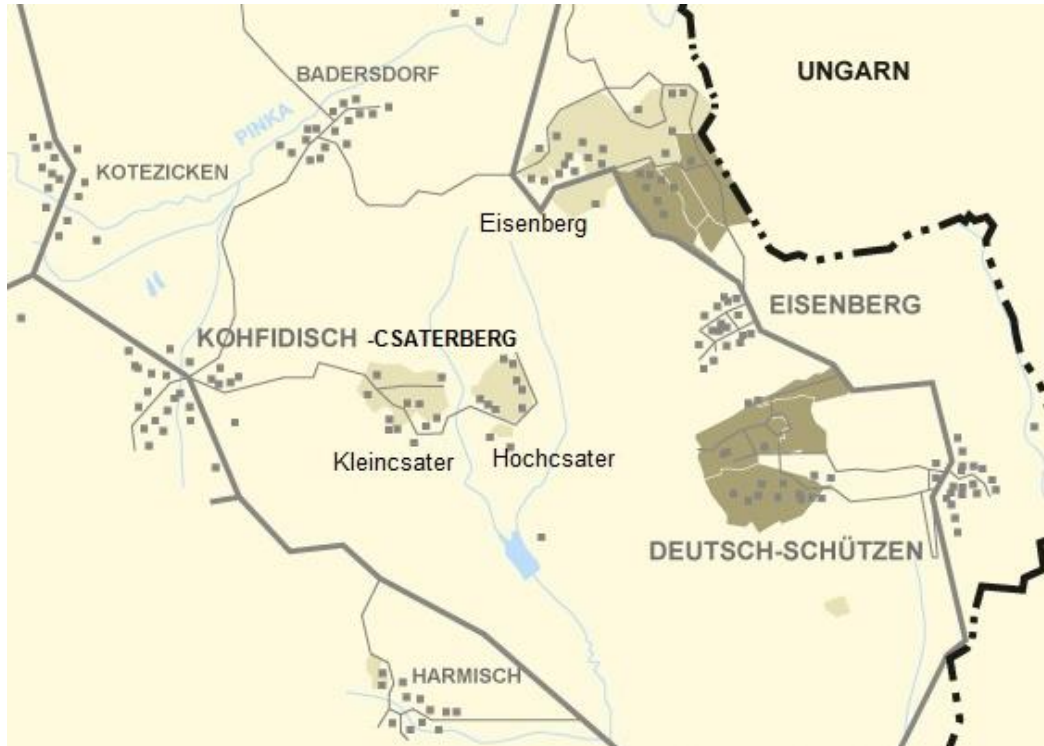 UNGARN
BADERSDORF
PINKA
KOTEZICKEN
Eisenberg
EISENBERG
KOHFIDISCH -CSATERBERG
Kleincsater
Hochcsater
DEUTSCH-SCHÜTZEN
HARMISCH